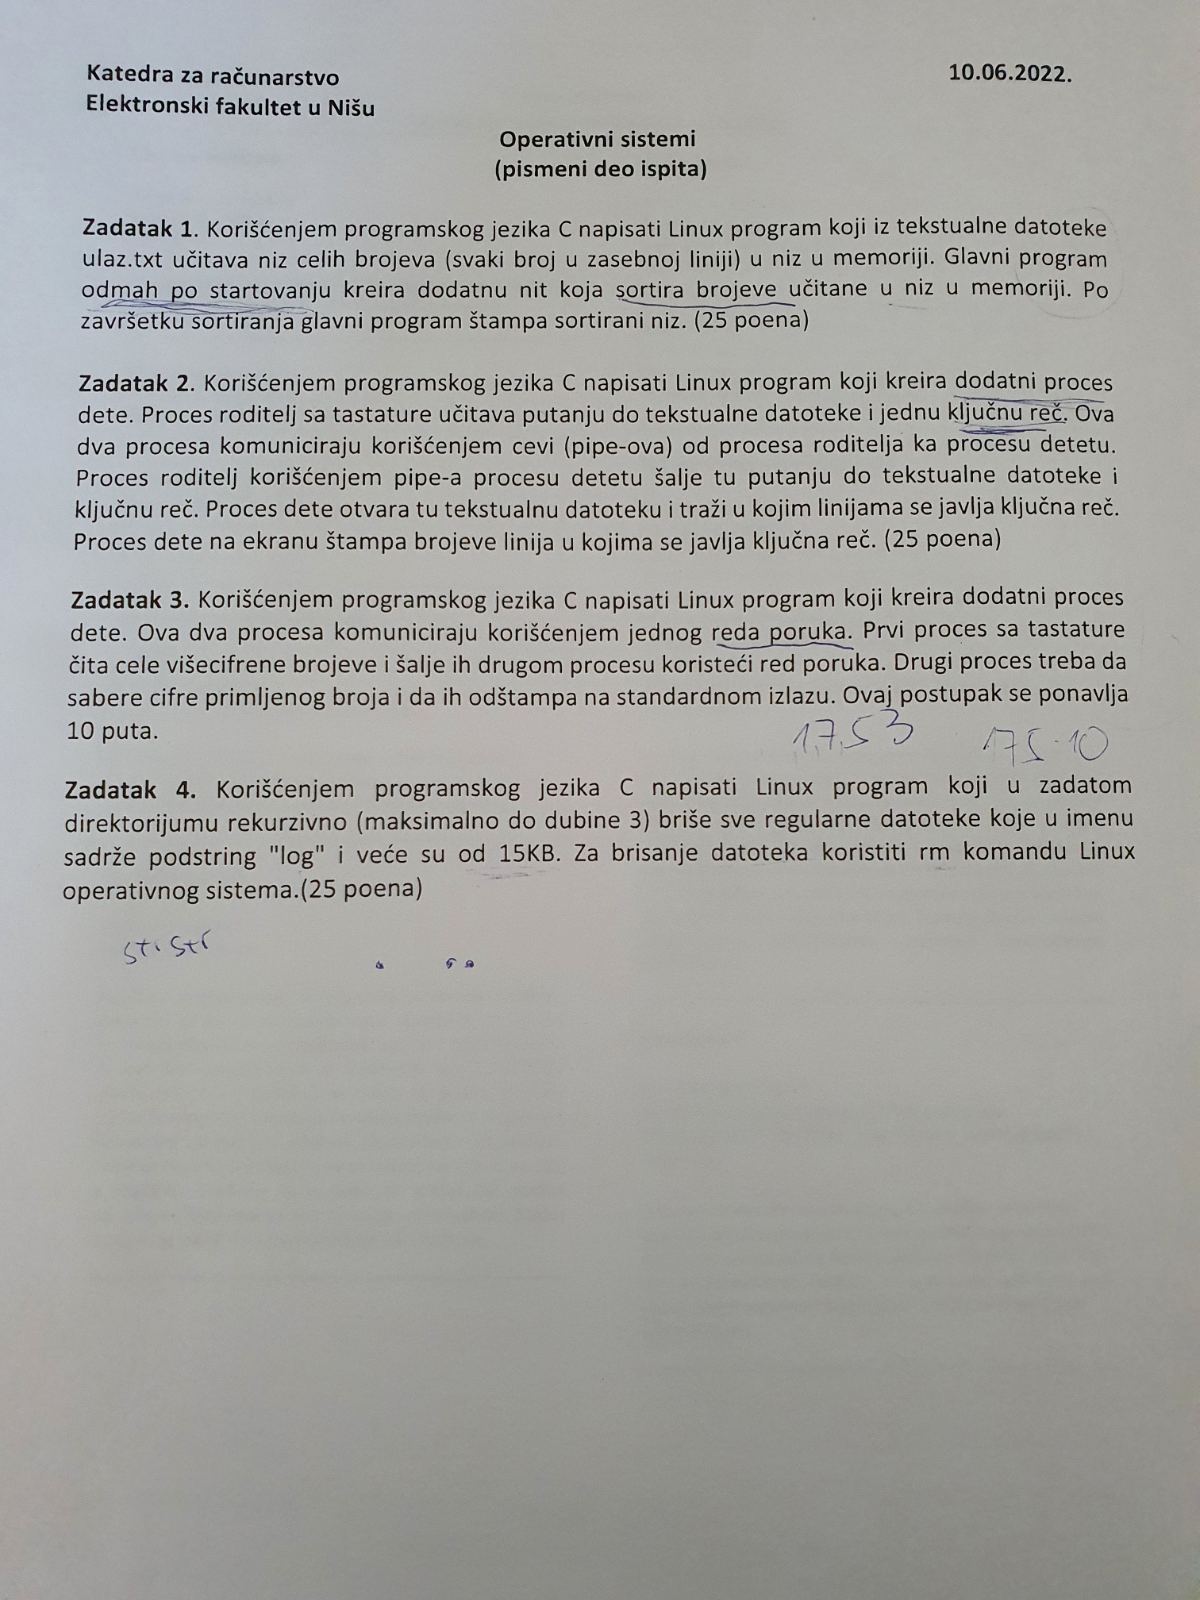 Katedra za računarstvo 10.06.2022.
Elektronski fakultet u Nišu
Operativni sistemi
(pismeni deo ispita)
Zadatak 1. Korišćenjem programskog jezika C napisati Linux program koji iz tekstualne datoteke
ulaz.txt učitava niz celih brojeva (svaki broj u zasebnoj liniji) u niz u memoriji. Glavni program
odmah po startovanju kreira dodatnu nit koja sortira brojeve učitane u niz u memoriji. Po
završetku sortiranja glavni program štampa sortirani niz. (25 poena)
Zadatak 2. Korišćenjem programskog jezika C napisati Linux program koji kreira dodatni proces
dete. Proces roditelj sa tastature učitava putanju do tekstualne datoteke i jednu ključnu reč. Ova
dva procesa komuniciraju korišćenjem cevi (pipe-ova) od procesa roditelja ka procesu detetu.
Proces roditelj korišćenjem pipe-a procesu detetu šalje tu putanju do tekstualne datoteke i
ključnu reč. Proces dete otvara tu tekstualnu datoteku i traži u kojim linijama se javlja ključna reč.
Proces dete na ekranu štampa brojeve linija u kojima se javlja ključna reč. (25 poena)
Zadatak 3. Korišćenjem programskog jezika C napisati Linux program koji kreira dodatni proces
dete. Ova dva procesa komuniciraju korišćenjem jednog reda poruka. Prvi proces sa tastature
čita cele višecifrene brojeve i šalje ih drugom procesu koristeći red poruka. Drugi proces treba da
sabere cifre primljenog broja i da ih odštampa na standardnom izlazu. Ovaj postupak se ponavlja
10 puta.
1,7,53 175·10
Zadatak 4. Korišćenjem programskog jezika C napisati Linux program koji u zadatom
direktorijumu rekurzivno (maksimalno do dubine 3) briše sve regularne datoteke koje u imenu
sadrže podstring "log" i veće su od 15KB. Za brisanje datoteka koristiti rm komandu Linux
operativnog sistema.(25 poena)
strstr . ..